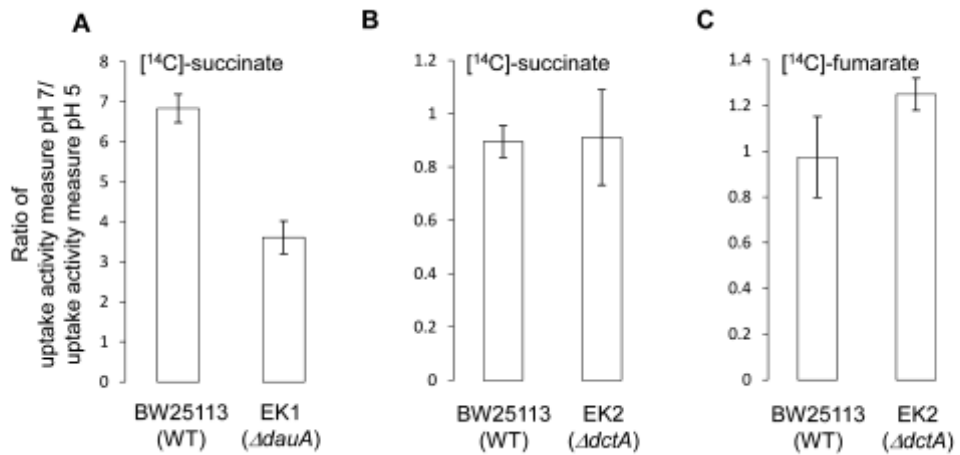 A
B
C
[¹⁴C]-succinate
[¹⁴C]-succinate
[¹⁴C]-fumarate
Ratio of
uptake activity measure pH 7/
uptake activity measure pH 5
8
7
6
5
4
3
2
1
0
1.2
1
0.8
0.6
0.4
0.2
0
1.4
1.2
1
0.8
0.6
0.4
0.2
0
BW25113
(WT)
EK1
(ΔdauA)
BW25113
(WT)
EK2
(ΔdctA)
BW25113
(WT)
EK2
(ΔdctA)